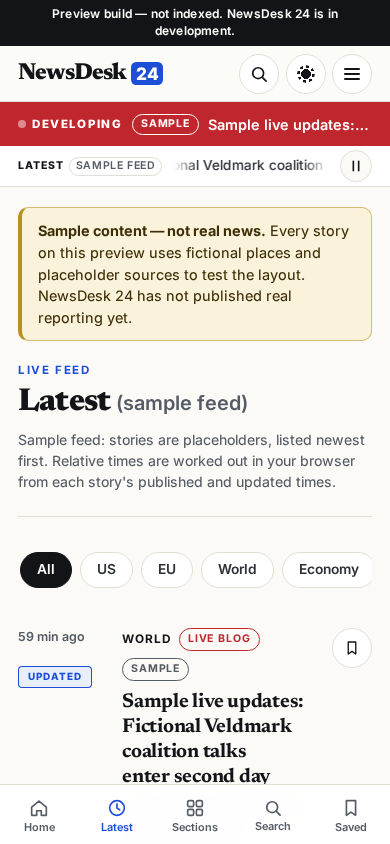 Preview build — not indexed. NewsDesk 24 is in
development.
NewsDesk 24
DEVELOPING SAMPLE Sample live updates:...
LATEST SAMPLE FEED onal Veldmark coalition
Sample content — not real news. Every story
on this preview uses fictional places and
placeholder sources to test the layout.
NewsDesk 24 has not published real
reporting yet.
LIVE FEED
Latest (sample feed)
Sample feed: stories are placeholders, listed newest
first. Relative times are worked out in your browser
from each story's published and updated times.
All US EU World Economy
59 min ago WORLD LIVE BLOG
UPDATED SAMPLE
Sample live updates:
Fictional Veldmark
coalition talks
enter second day
Home Latest Sections Search Saved